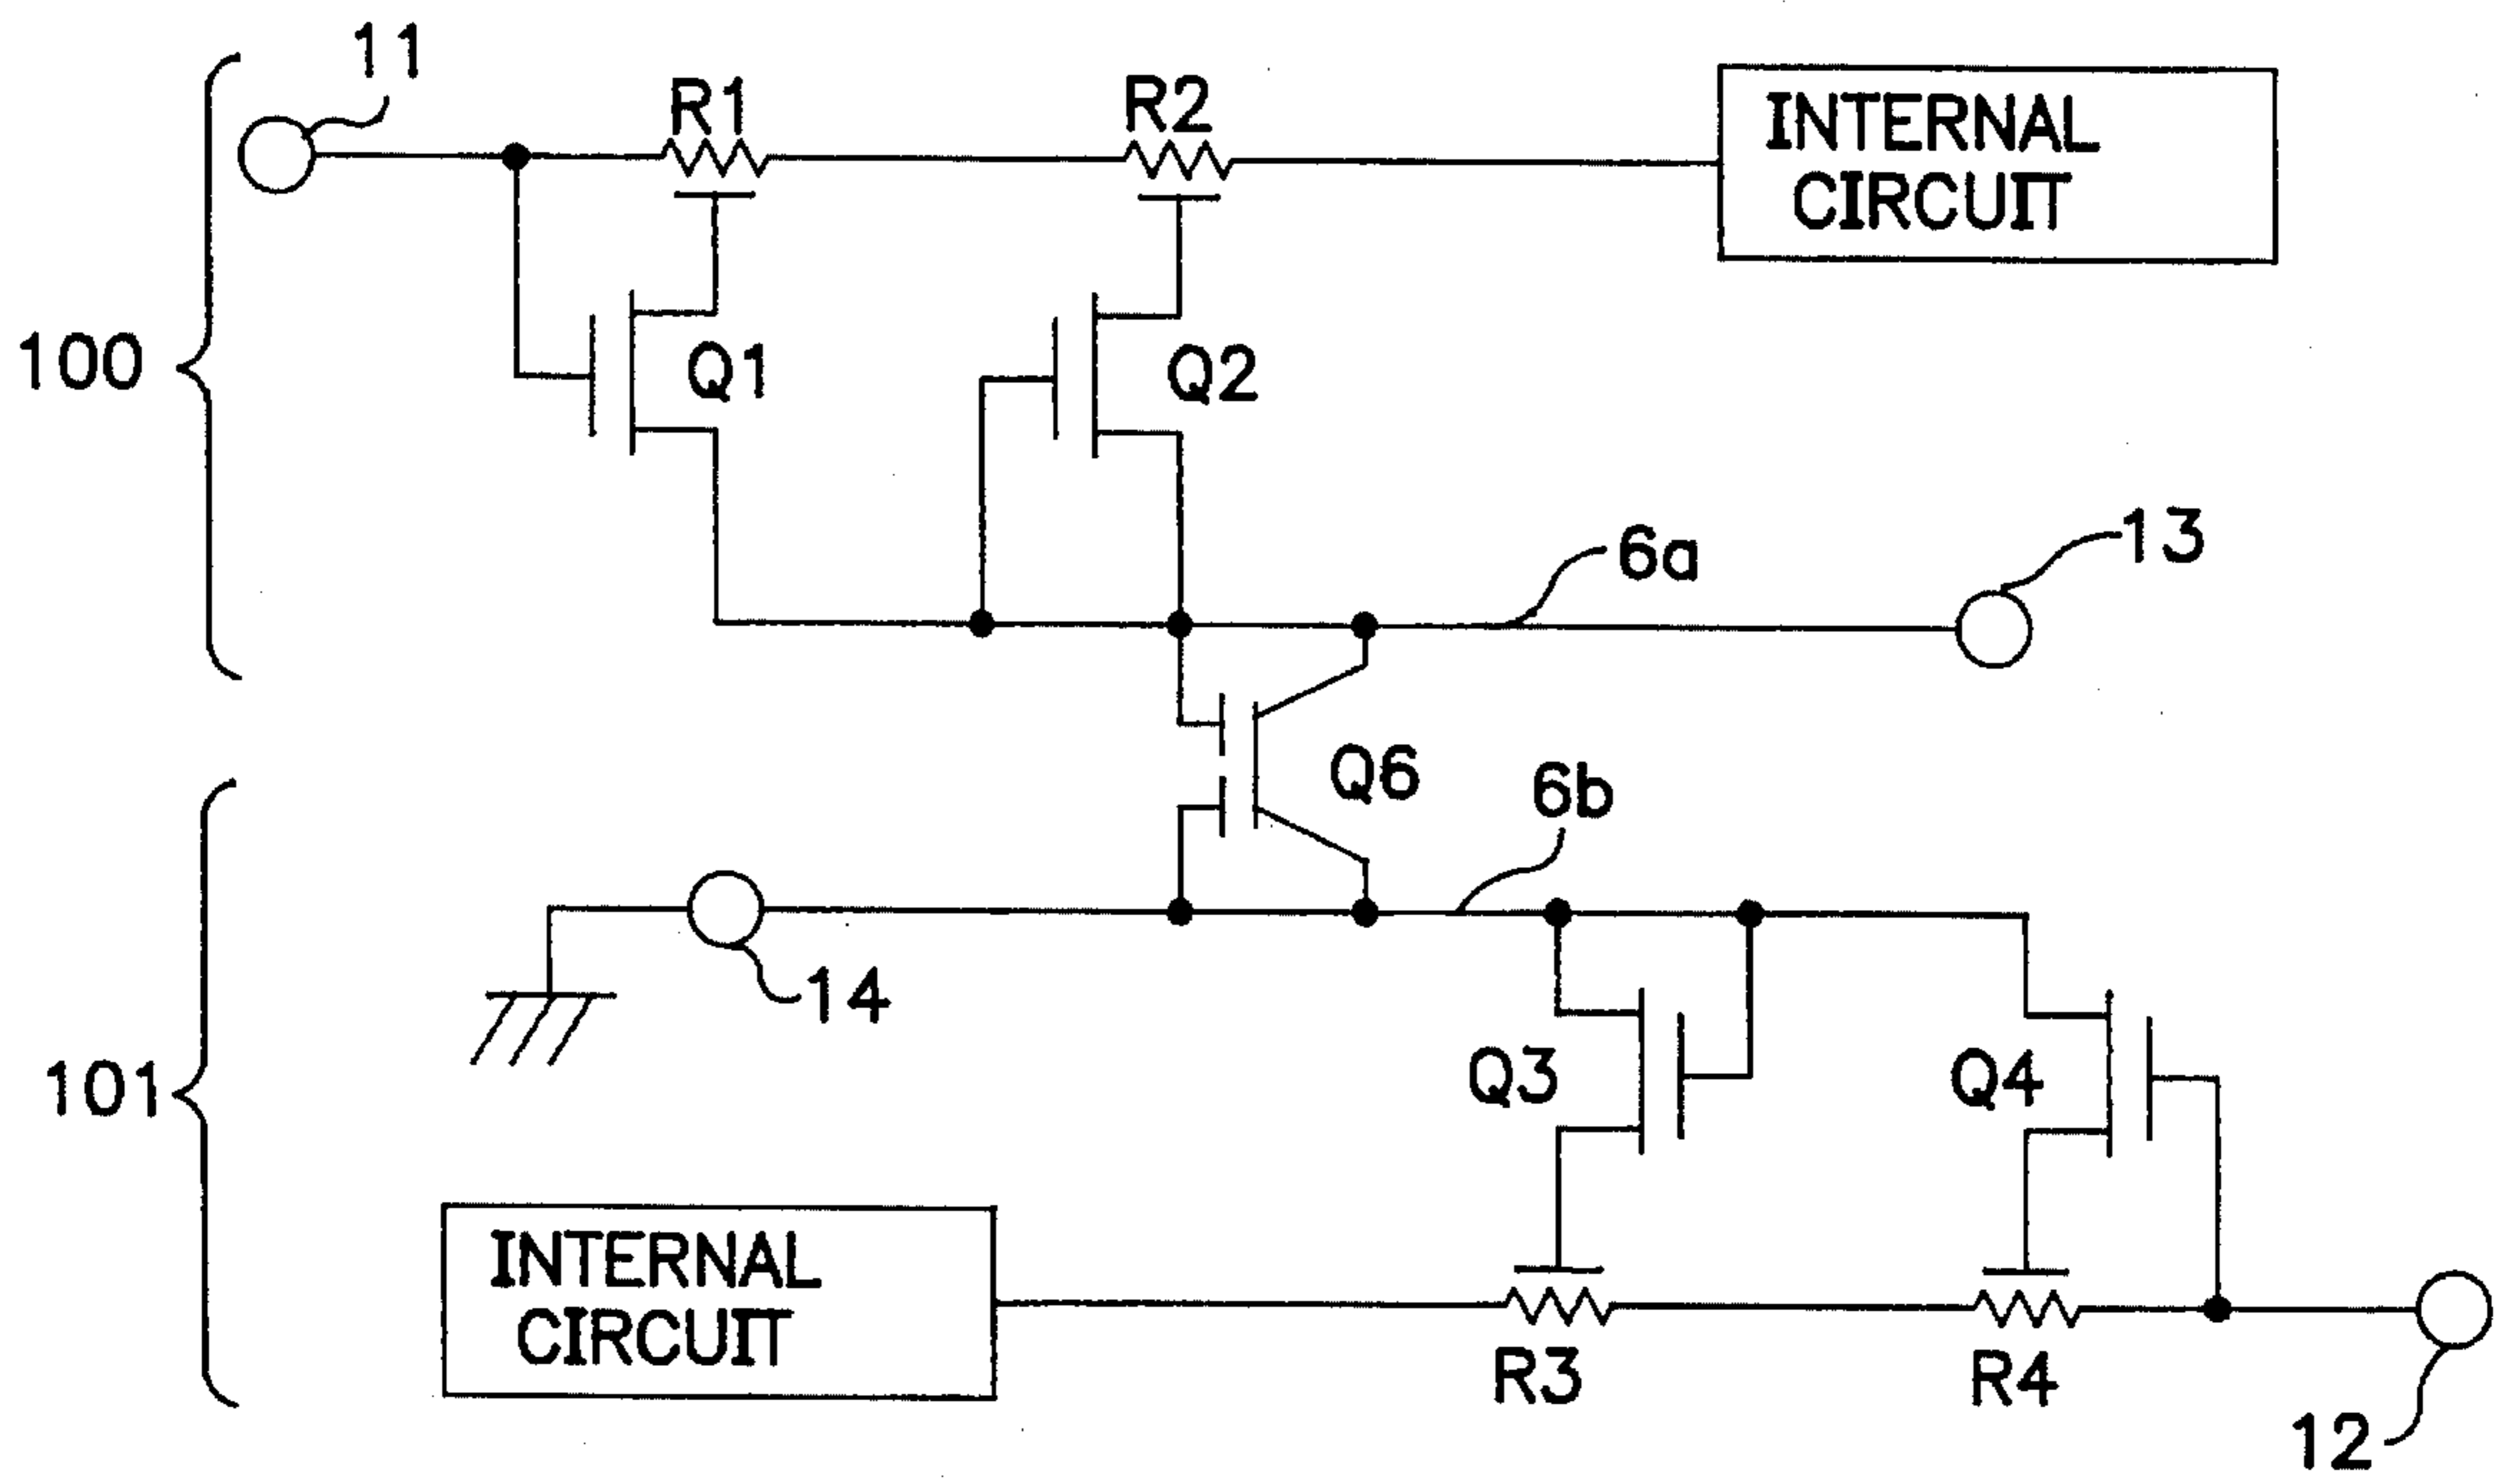 11
R1
R2
INTERNAL
CIRCUIT
100
Q1
Q2
6a
13
Q6
6b
14
101
Q3
Q4
INTERNAL
CIRCUIT
R3
R4
12